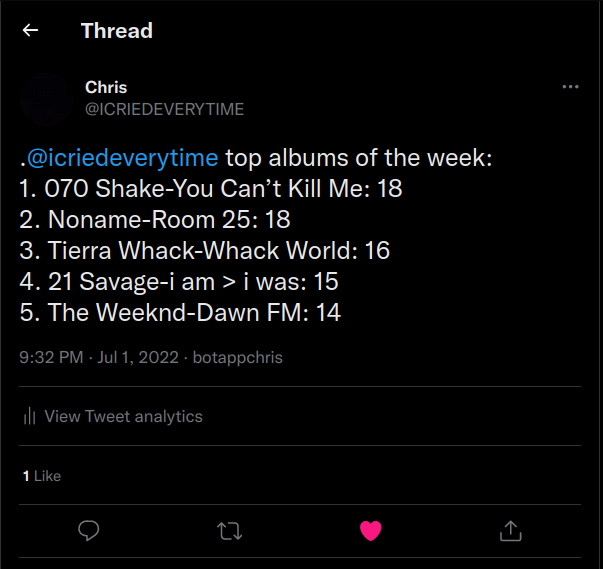 Thread
Chris
@ICRIEDEVERYTIME
.@icriedeverytime top albums of the week:
1. 070 Shake-You Can’t Kill Me: 18
2. Noname-Room 25: 18
3. Tierra Whack-Whack World: 16
4. 21 Savage-i am > i was: 15
5. The Weeknd-Dawn FM: 14
9:32 PM · Jul 1, 2022 · botappchris
View Tweet analytics
1 Like